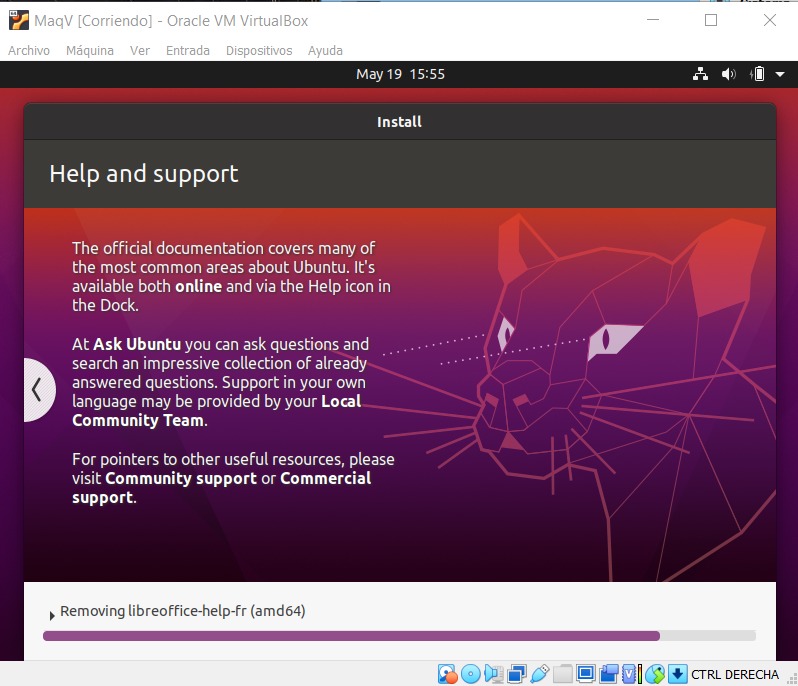 MaqV [Corriendo] - Oracle VM VirtualBox
Archivo Máquina Ver Entrada Dispositivos Ayuda
May 19 15:55
Install
Help and support
The official documentation covers many of
the most common areas about Ubuntu. It's
available both online and via the Help icon in
the Dock.
At Ask Ubuntu you can ask questions and
search an impressive collection of already
answered questions. Support in your own
language may be provided by your Local
Community Team.
For pointers to other useful resources, please
visit Community support or Commercial
support.
Removing libreoffice-help-fr (amd64)
CTRL DERECHA